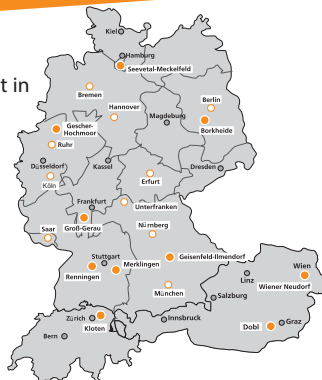 Kiel
Hamburg
Seevetal-Meckelfeld
t in
Bremen
Hannover
Berlin
Magdeburg
Gescher-
Hochmoor
Borkheide
Ruhr
Düsseldorf
Kassel
Dresden
Köln
Erfurt
Frankfurt
Unterfranken
Saar
Groß-Gerau
Nürnberg
Stuttgart
Merklingen
Geisenfeld-Ilmendorf
Renningen
Wien
Linz
Wiener Neudorf
München
Salzburg
Zürich
Kloten
Innsbruck
Dobl
Graz
Bern